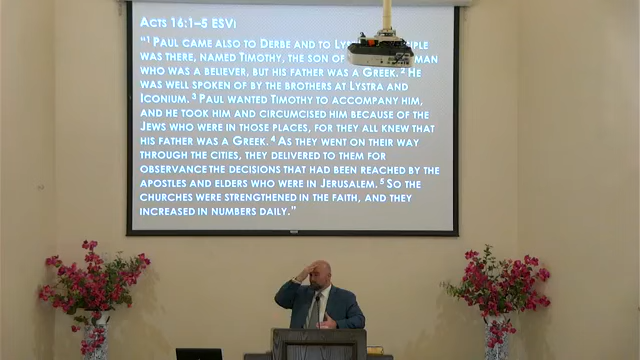 Acts 16:1–5 ESVi
“1 Paul came also to Derbe and to
was there, named Timothy, the son of
who was a believer, but his father was a Greek. 2 He
was well spoken of by the brothers at Lystra and
Iconium. 3 Paul wanted Timothy to accompany him,
and he took him and circumcised him because of the
Jews who were in those places, for they all knew that
his father was a Greek. 4 As they went on their way
through the cities, they delivered to them for
observance the decisions that had been reached by the
apostles and elders who were in Jerusalem. 5 So the
churches were strengthened in the faith, and they
increased in numbers daily.”